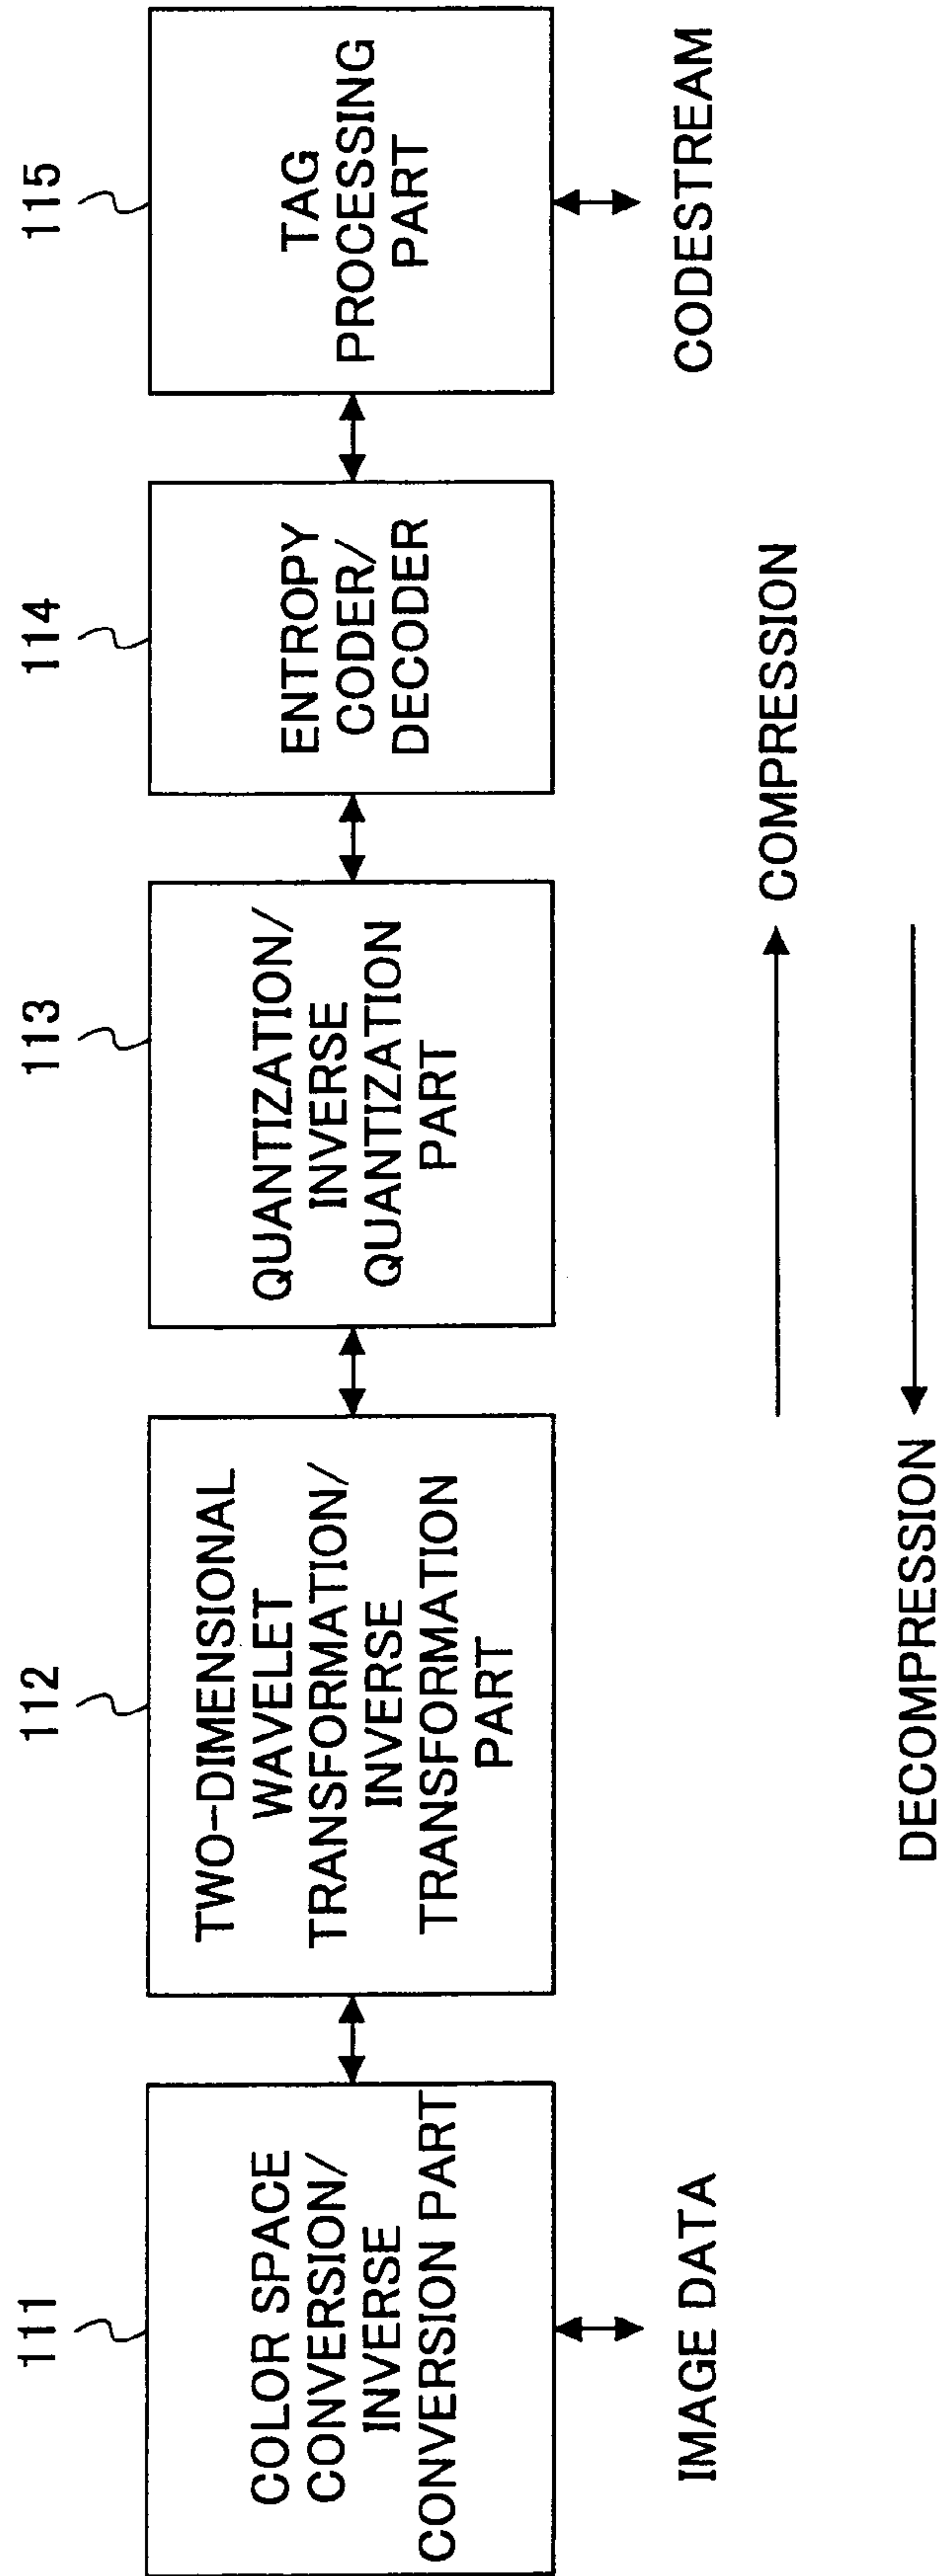 111
COLOR SPACE
CONVERSION/
INVERSE
CONVERSION PART
112
TWO-DIMENSIONAL
WAVELET
TRANSFORMATION/
INVERSE
TRANSFORMATION
PART
113
QUANTIZATION/
INVERSE
QUANTIZATION
PART
114
ENTROPY
CODER/
DECODER
115
TAG
PROCESSING
PART
IMAGE DATA
CODESTREAM
COMPRESSION
DECOMPRESSION